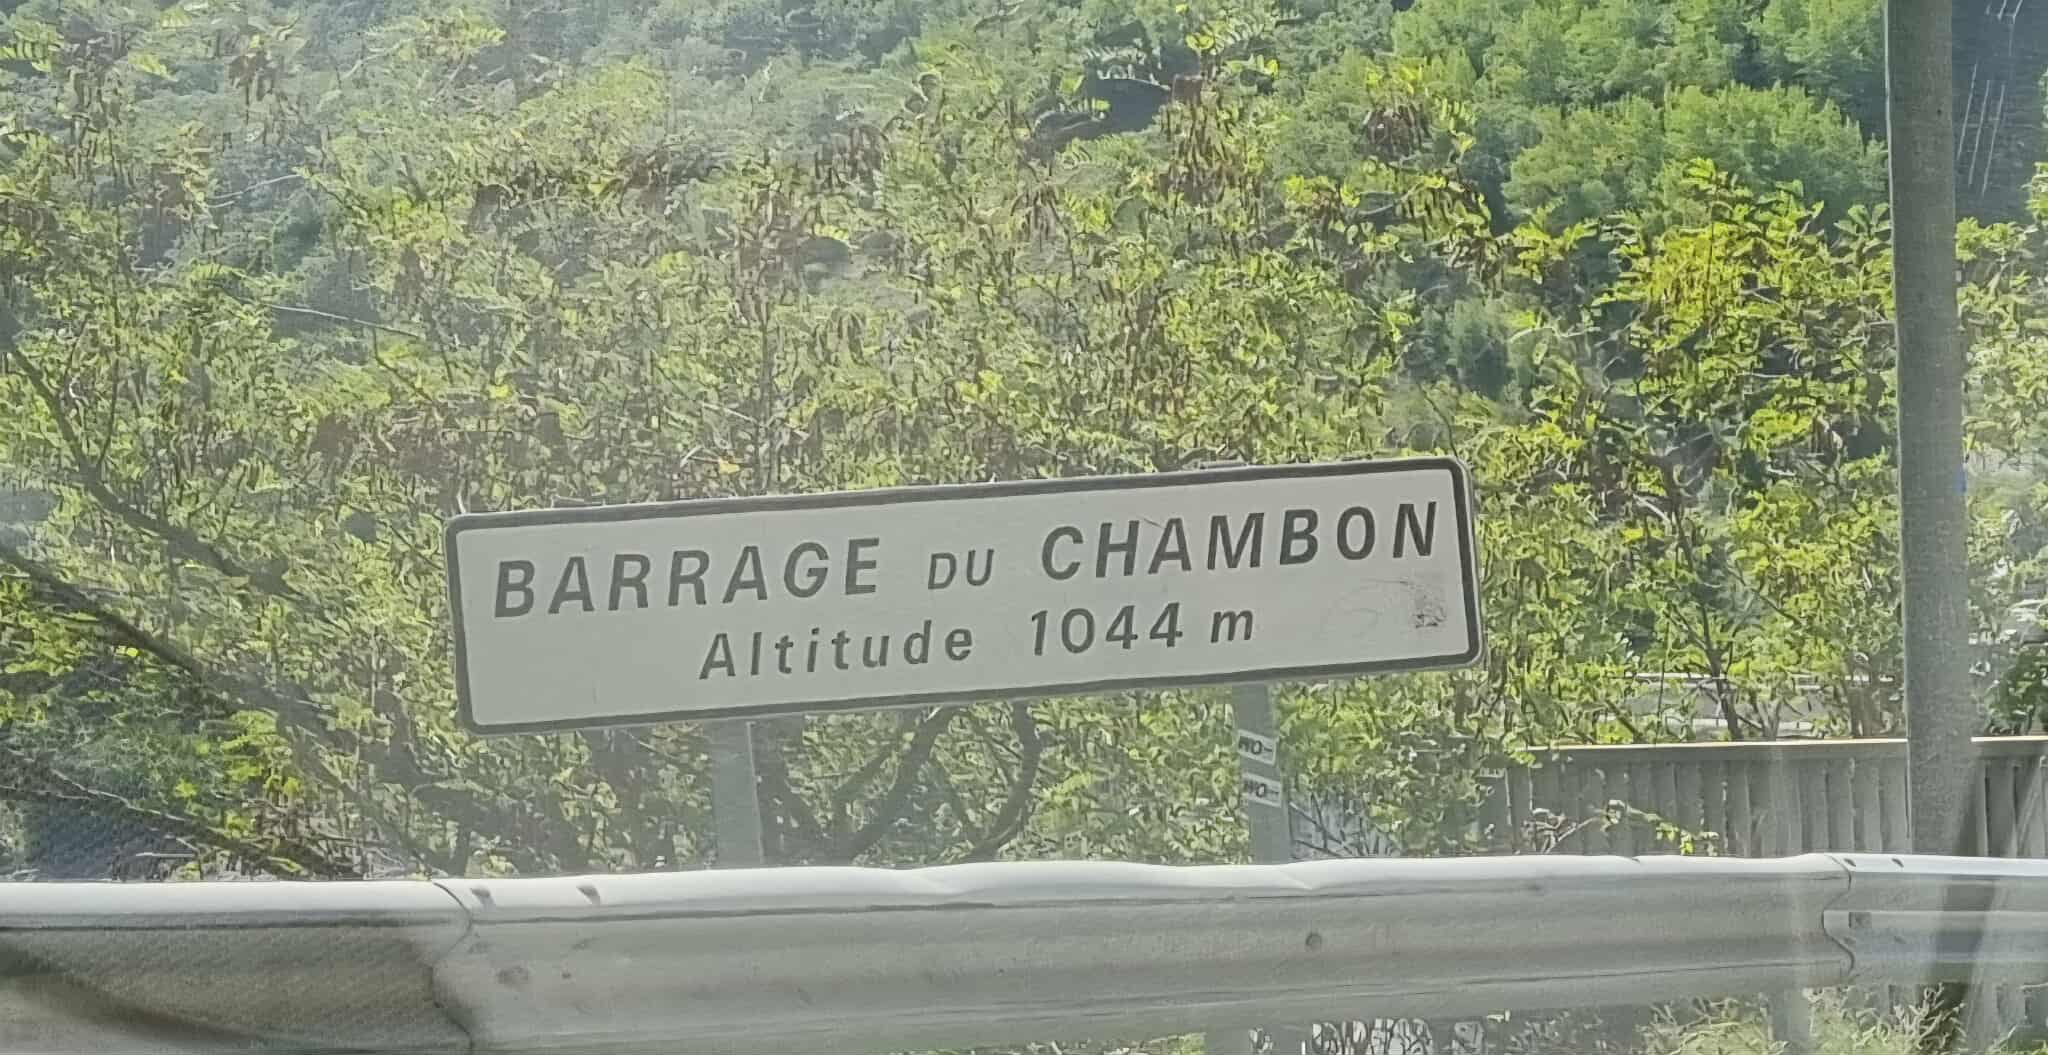 BARRAGE DU CHAMBON
Altitude 1044 m